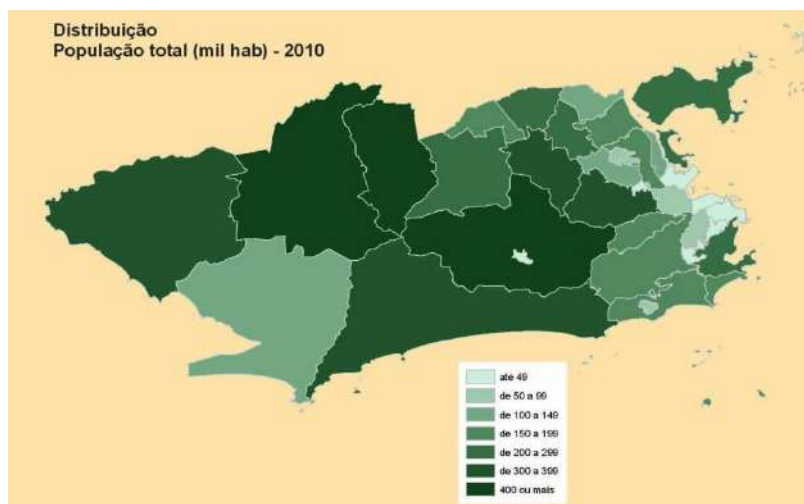 Distribuição
População total (mil hab) - 2010
até 49
de 50 a 99
de 100 a 149
de 150 a 199
de 200 a 299
de 300 a 399
400 ou mais